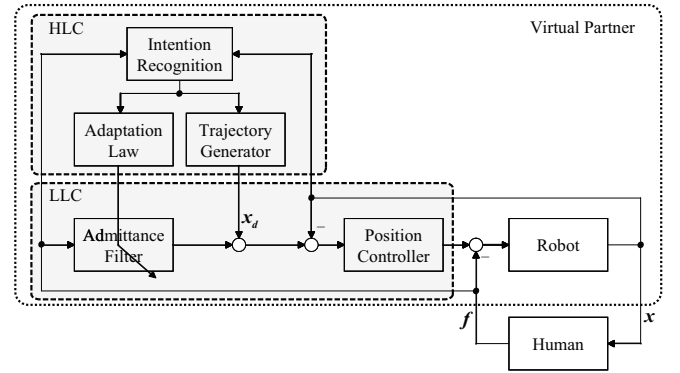 HLC
Virtual Partner
Intention
Recognition
Adaptation
Law
Trajectory
Generator
LLC
x_d
Admittance
Filter
–
Position
Controller
–
Robot
f
x
Human